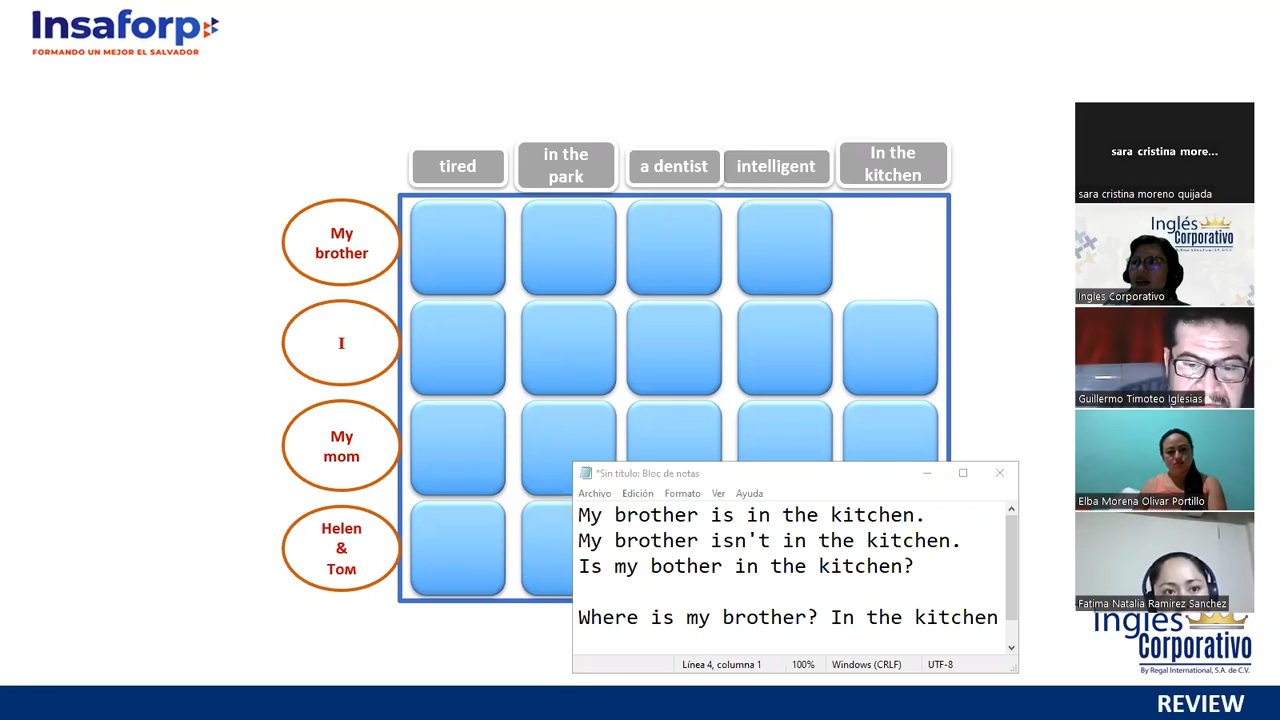 Insaforp
FORMANDO UN MEJOR EL SALVADOR
tired
in the
park
a dentist
intelligent
In the
kitchen
My
brother
I
My
mom
Helen
&
Tom
*Sin título: Bloc de notas
Archivo Edición Formato Ver Ayuda
My brother is in the kitchen.
My brother isn't in the kitchen.
Is my bother in the kitchen?
Where is my brother? In the kitchen
Línea 4, columna 1 100% Windows (CRLF) UTF-8
sara cristina more...
sara cristina moreno quijada
Inglés
Corporativo
By Regal International, S.A. de C.V.
Ingles Corporativo
Guillermo Timoteo Iglesias
Elba Morena Olivar Portillo
Fatima Natalia Ramirez Sanchez
Inglés
Corporativo
By Regal International, S.A. de C.V.
REVIEW